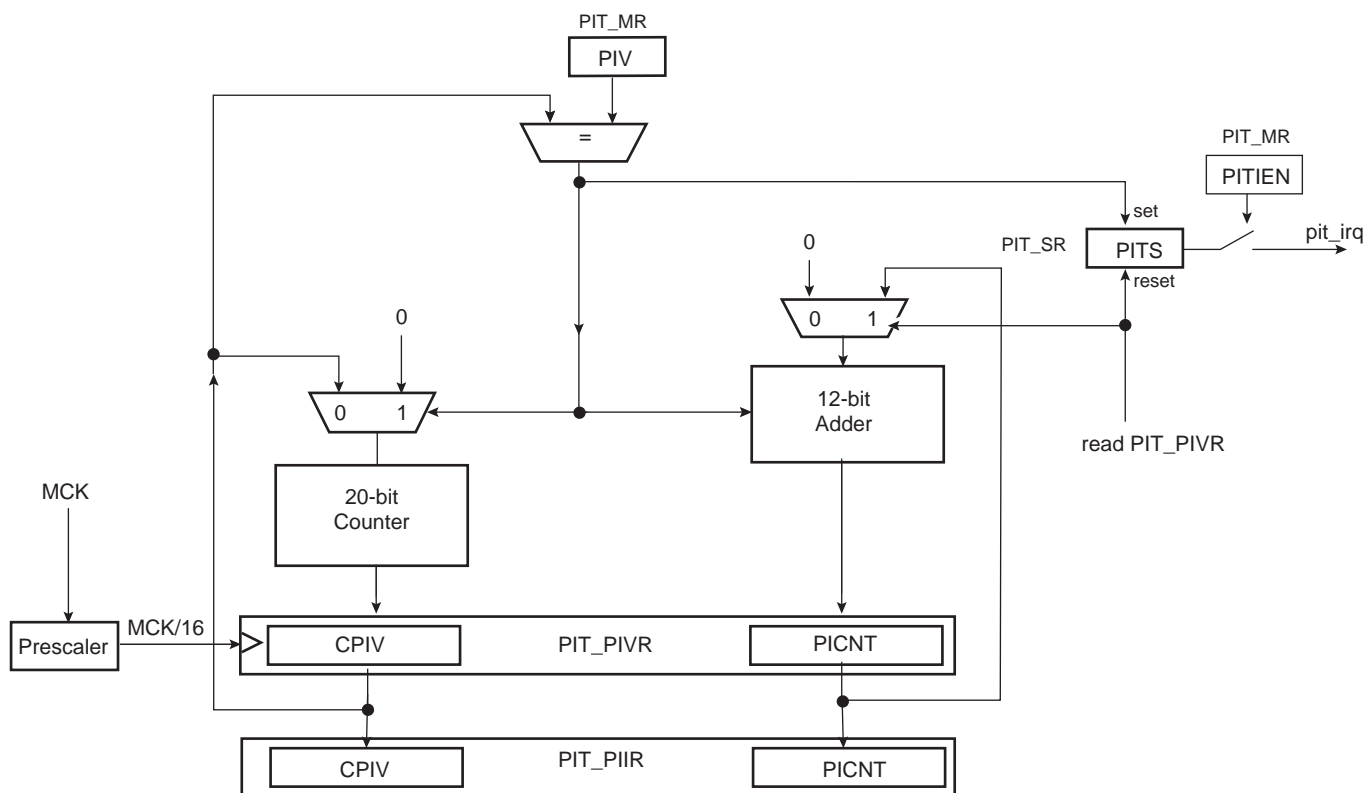 PIT_MR
PIV
=
PIT_MR
PITIEN
set
0
PIT_SR
PITS
pit_irq
reset
0
0 1
0 1
12-bit
Adder
read PIT_PIVR
MCK
20-bit
Counter
MCK/16
Prescaler
CPIV
PIT_PIVR
PICNT
CPIV
PIT_PIIR
PICNT